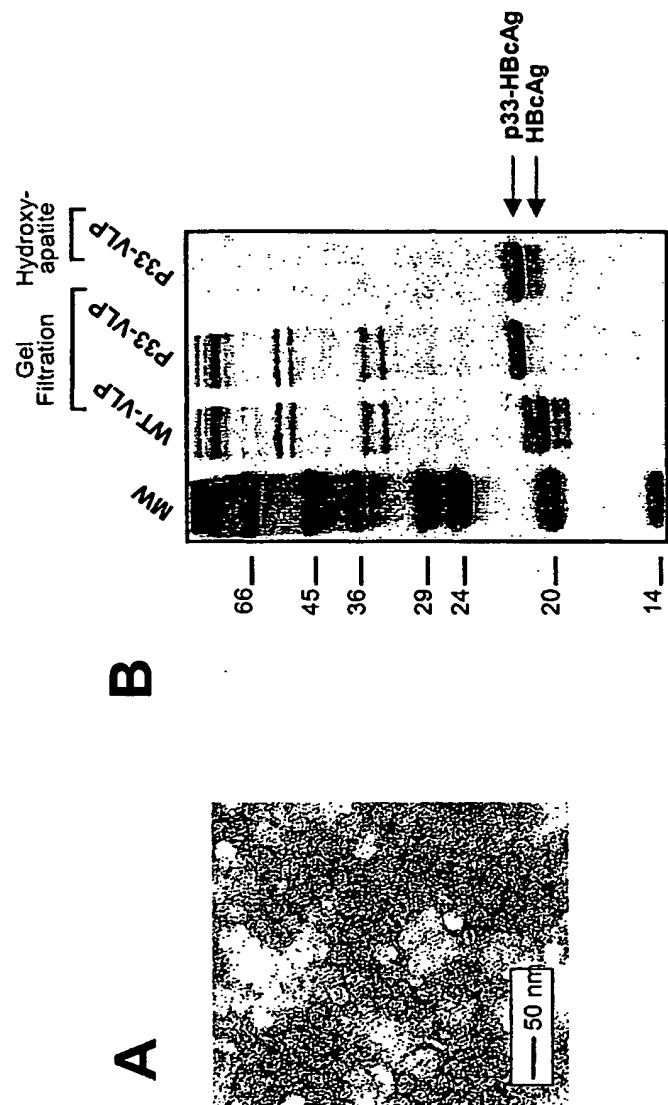 A
50 nm
B
Gel
Filtration
Hydroxy-
apatite
MW
WT-VLP
P33-VLP
P33-VLP
66
45
36
29
24
20
14
p33-HBcAg
HBcAg